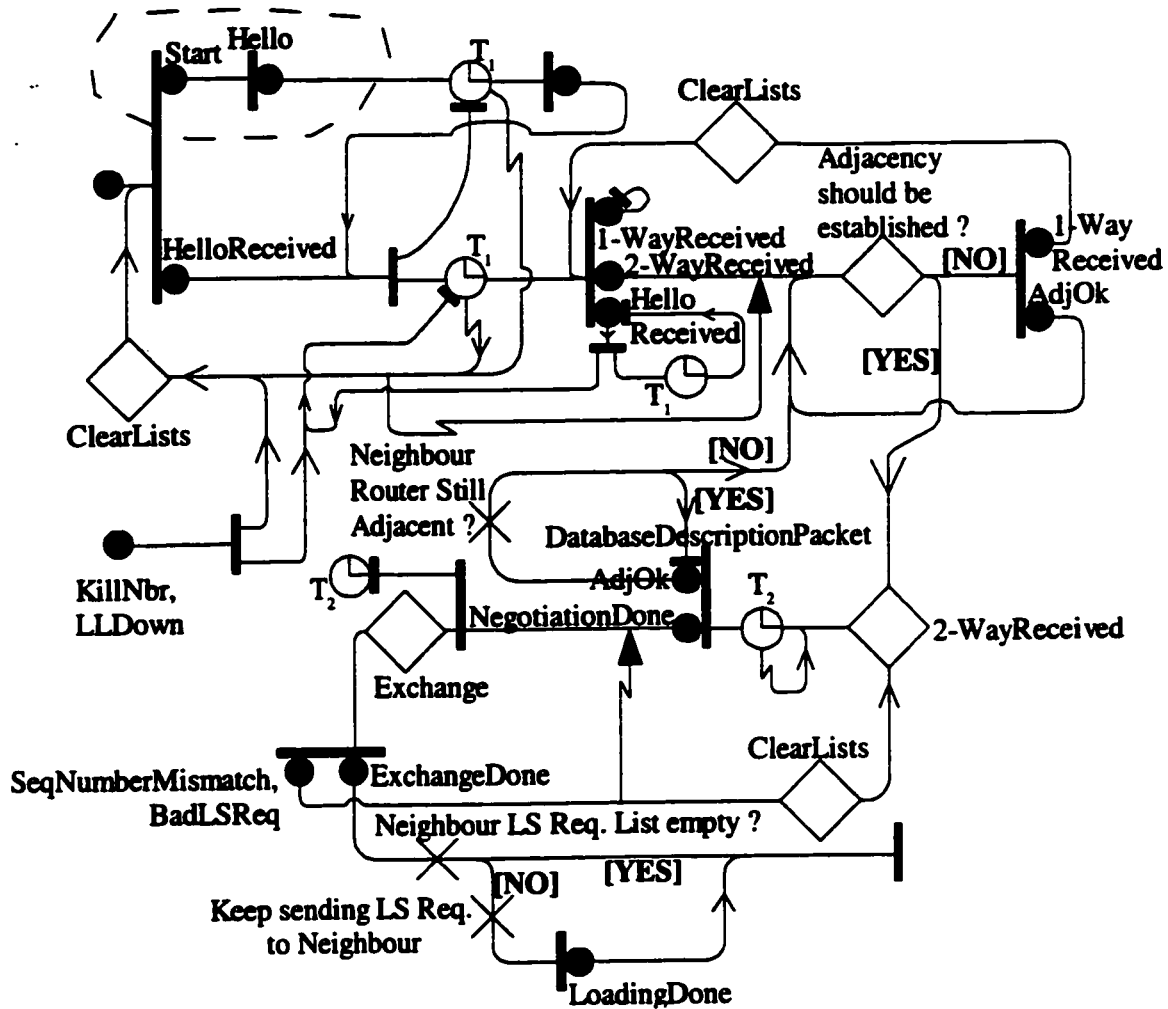 Start
Hello
T1
ClearLists
Adjacency
should be
established ?
HelloReceived
T1
1-WayReceived
2-WayReceived
Hello
Received
[NO]
1-Way
Received
AdjOk
[YES]
T1
ClearLists
Neighbour
Router Still
Adjacent ?
[NO]
[YES]
DatabaseDescriptionPacket
KillNbr,
LLDown
T2
AdjOk
T2
NegotiationDone
2-WayReceived
Exchange
ClearLists
SeqNumberMismatch,
BadLSReq
ExchangeDone
Neighbour LS Req. List empty ?
[NO]
[YES]
Keep sending LS Req.
to Neighbour
LoadingDone